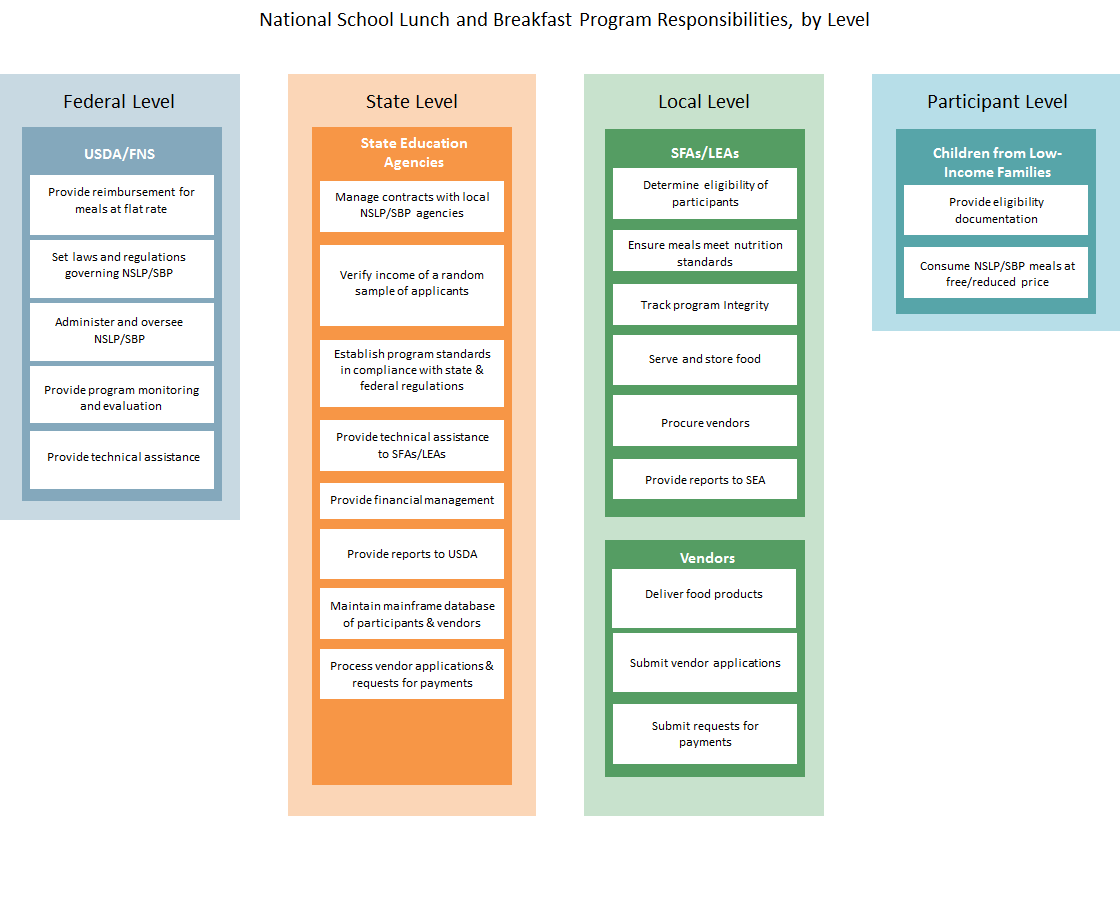 National School Lunch and Breakfast Program Responsibilities, by Level
Federal Level
USDA/FNS
Provide reimbursement for
meals at flat rate
Set laws and regulations
governing NSLP/SBP
Administer and oversee
NSLP/SBP
Provide program monitoring
and evaluation
Provide technical assistance
State Level
State Education
Agencies
Manage contracts with local
NSLP/SBP agencies
Verify income of a random
sample of applicants
Establish program standards
in compliance with state &
federal regulations
Provide technical assistance
to SFAs/LEAs
Provide financial management
Provide reports to USDA
Maintain mainframe database
of participants & vendors
Process vendor applications &
requests for payments
Local Level
SFAs/LEAs
Determine eligibility of
participants
Ensure meals meet nutrition
standards
Track program Integrity
Serve and store food
Procure vendors
Provide reports to SEA
Vendors
Deliver food products
Submit vendor applications
Submit requests for
payments
Participant Level
Children from Low-
Income Families
Provide eligibility
documentation
Consume NSLP/SBP meals at
free/reduced price